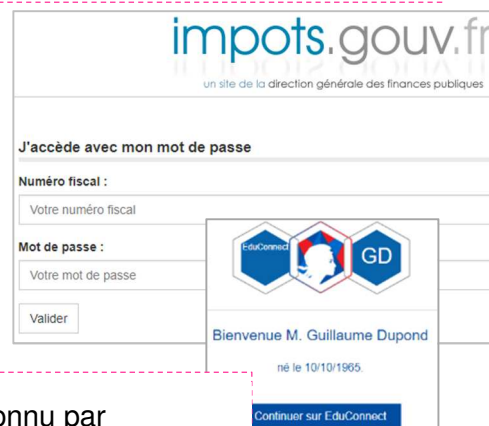 impots.gouv.fr
un site de la direction générale des finances publiques
J'accède avec mon mot de passe
Numéro fiscal :
Votre numéro fiscal
Mot de passe :
Votre mot de passe
Valider
EduConnect
GD
Bienvenue M. Guillaume Dupond
né le 10/10/1965.
Continuer sur EduConnect
par